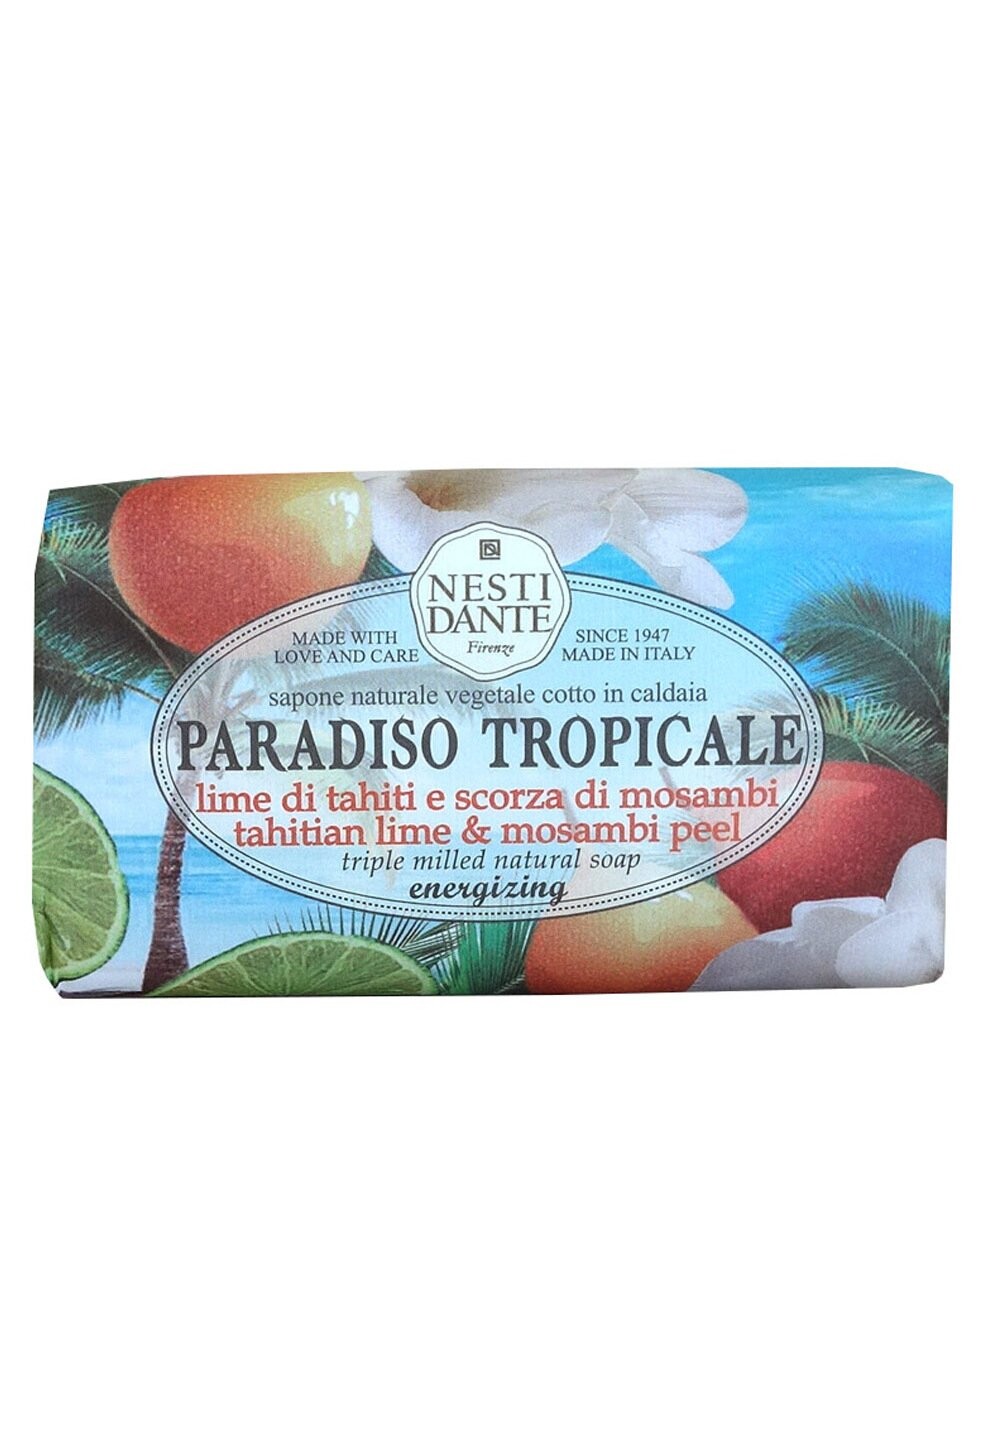 NESTI
DANTE
Firenze
MADE WITH
LOVE AND CARE
SINCE 1947
MADE IN ITALY
sapone naturale vegetale cotto in caldaia
PARADISO TROPICALE
lime di tahiti e scorza di mosambi
tahitian lime & mosambi peel
triple milled natural soap
energizing